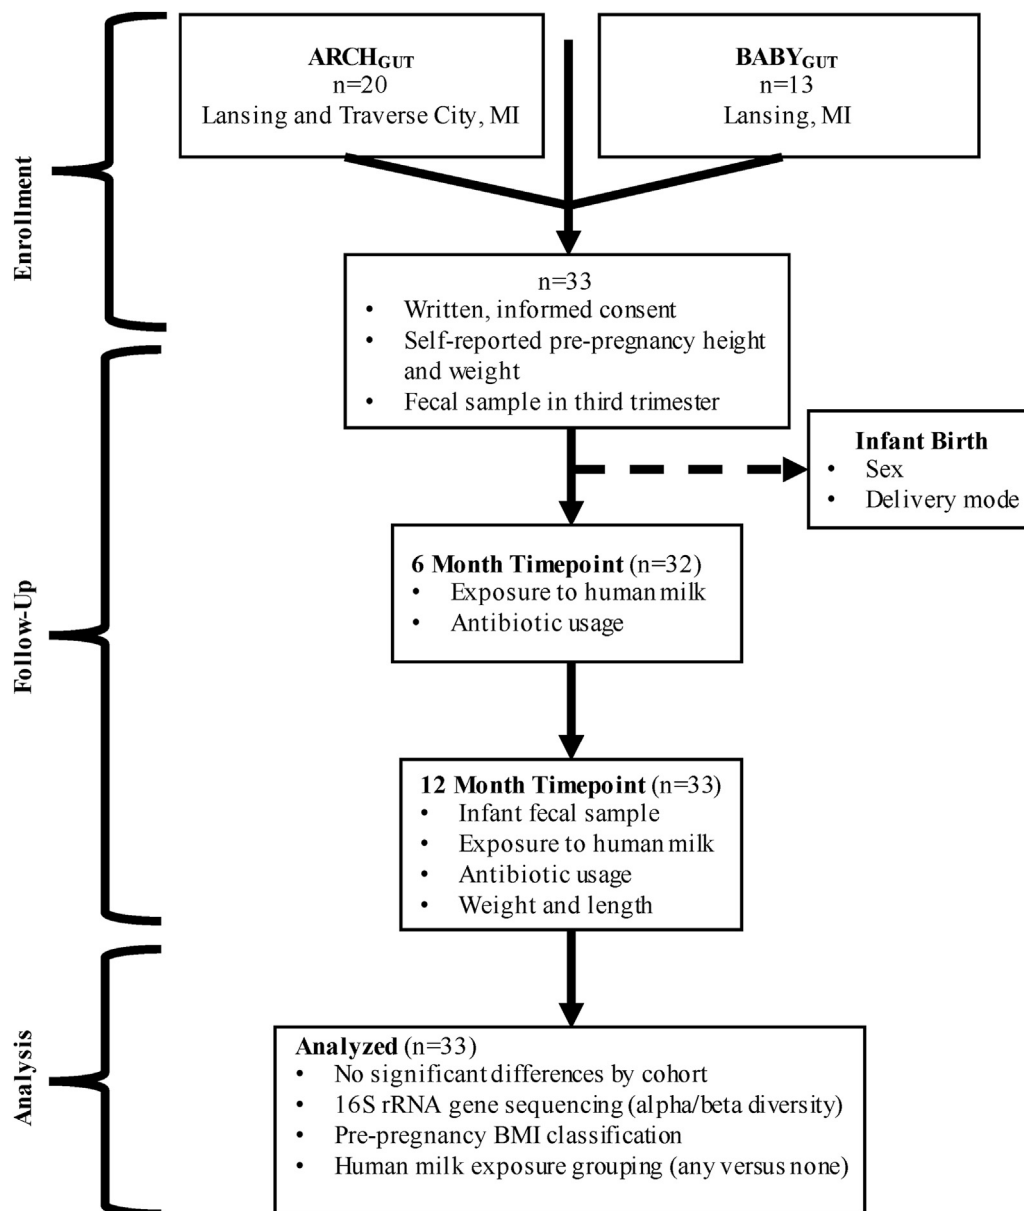 ARCHGUT
n=20
Lansing and Traverse City, MI
BABYGUT
n=13
Lansing, MI
Enrollment
n=33
• Written, informed consent
• Self-reported pre-pregnancy height
and weight
• Fecal sample in third trimester
Infant Birth
• Sex
• Delivery mode
Follow-Up
6 Month Timepoint (n=32)
• Exposure to human milk
• Antibiotic usage
12 Month Timepoint (n=33)
• Infant fecal sample
• Exposure to human milk
• Antibiotic usage
• Weight and length
Analysis
Analyzed (n=33)
• No significant differences by cohort
• 16S rRNA gene sequencing (alpha/beta diversity)
• Pre-pregnancy BMI classification
• Human milk exposure grouping (any versus none)